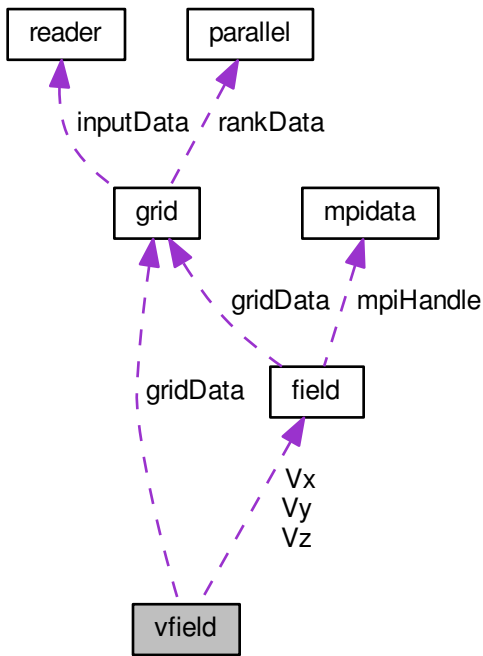 reader
parallel
inputData
rankData
grid
mpidata
gridData
mpiHandle
gridData
field
Vx
Vy
Vz
vfield